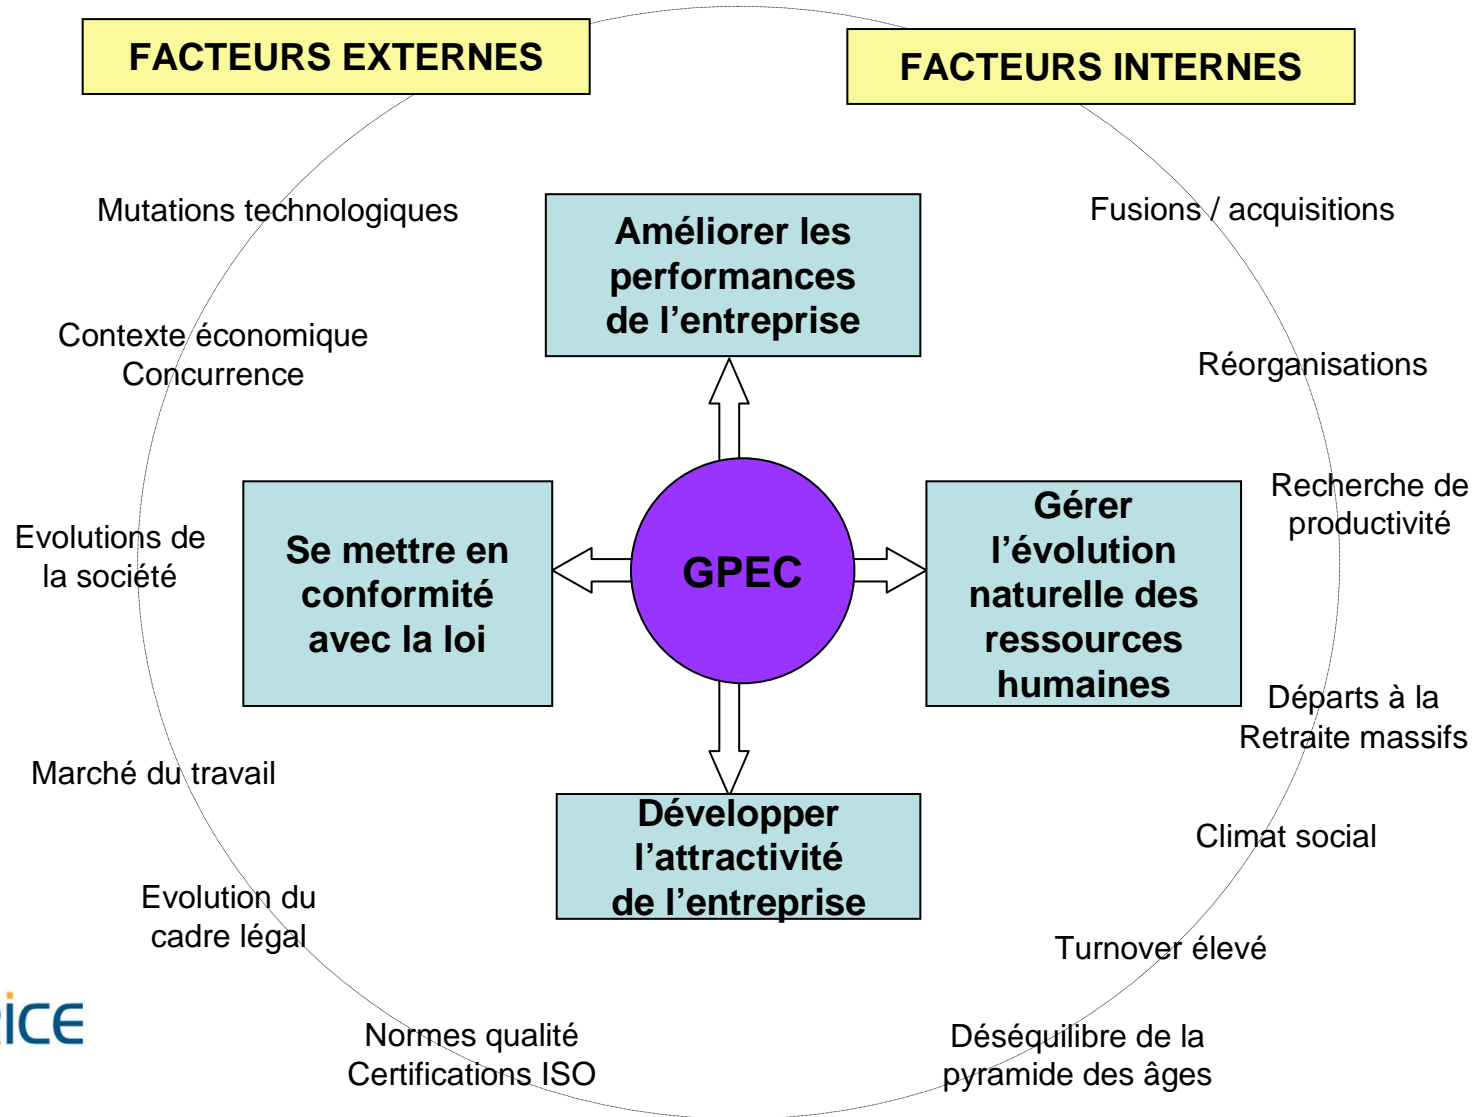 FACTEURS EXTERNES
FACTEURS INTERNES
Mutations technologiques
Contexte économique
Concurrence
Evolutions de
la société
Marché du travail
Evolution du
cadre légal
Normes qualité
Certifications ISO
Améliorer les
performances
de l’entreprise
Se mettre en
conformité
avec la loi
GPEC
Gérer
l’évolution
naturelle des
ressources
humaines
Développer
l’attractivité
de l’entreprise
Fusions / acquisitions
Réorganisations
Recherche de
productivité
Départs à la
Retraite massifs
Climat social
Turnover élevé
Déséquilibre de la
pyramide des âges